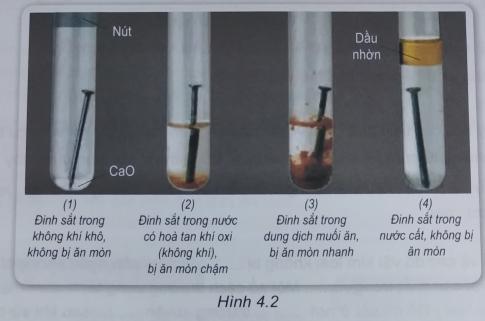 Nút
Dầu
nhờn
CaO
(1)
Đinh sắt trong
không khí khô,
không bị ăn mòn
(2)
Đinh sắt trong nước
có hoà tan khí oxi
(không khí),
bị ăn mòn chậm
(3)
Đinh sắt trong
dung dịch muối ăn,
bị ăn mòn nhanh
(4)
Đinh sắt trong
nước cất, không bị
ăn mòn
Hình 4.2